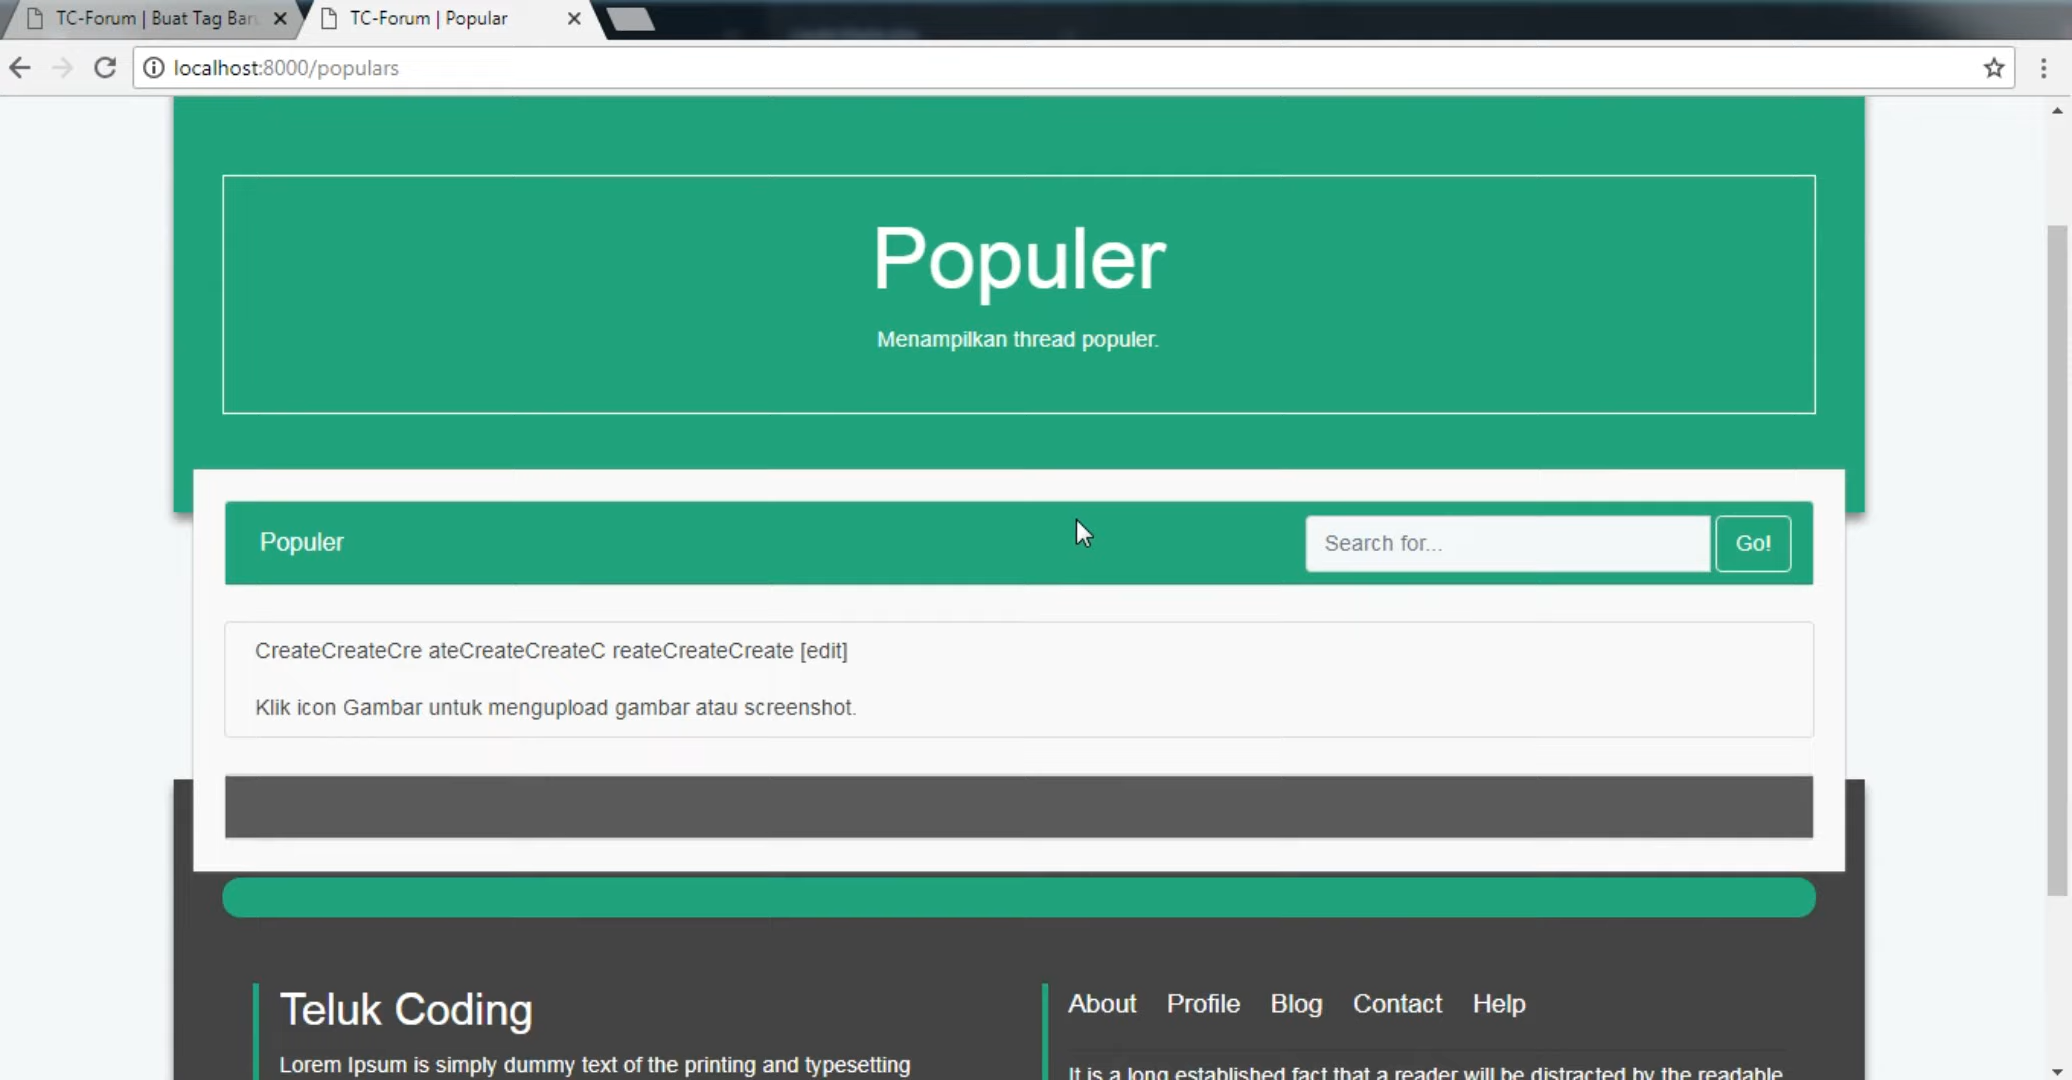 TC-Forum | Buat Tag Bar
TC-Forum | Popular
localhost:8000/populars
Populer
Menampilkan thread populer.
Populer
Search for...
Go!
CreateCreateCre ateCreateCreateC reateCreateCreate [edit]
Klik icon Gambar untuk mengupload gambar atau screenshot.
Teluk Coding
About Profile Blog Contact Help
Lorem Ipsum is simply dummy text of the printing and typesetting
It is a long established fact that a reader will be distracted by the readable